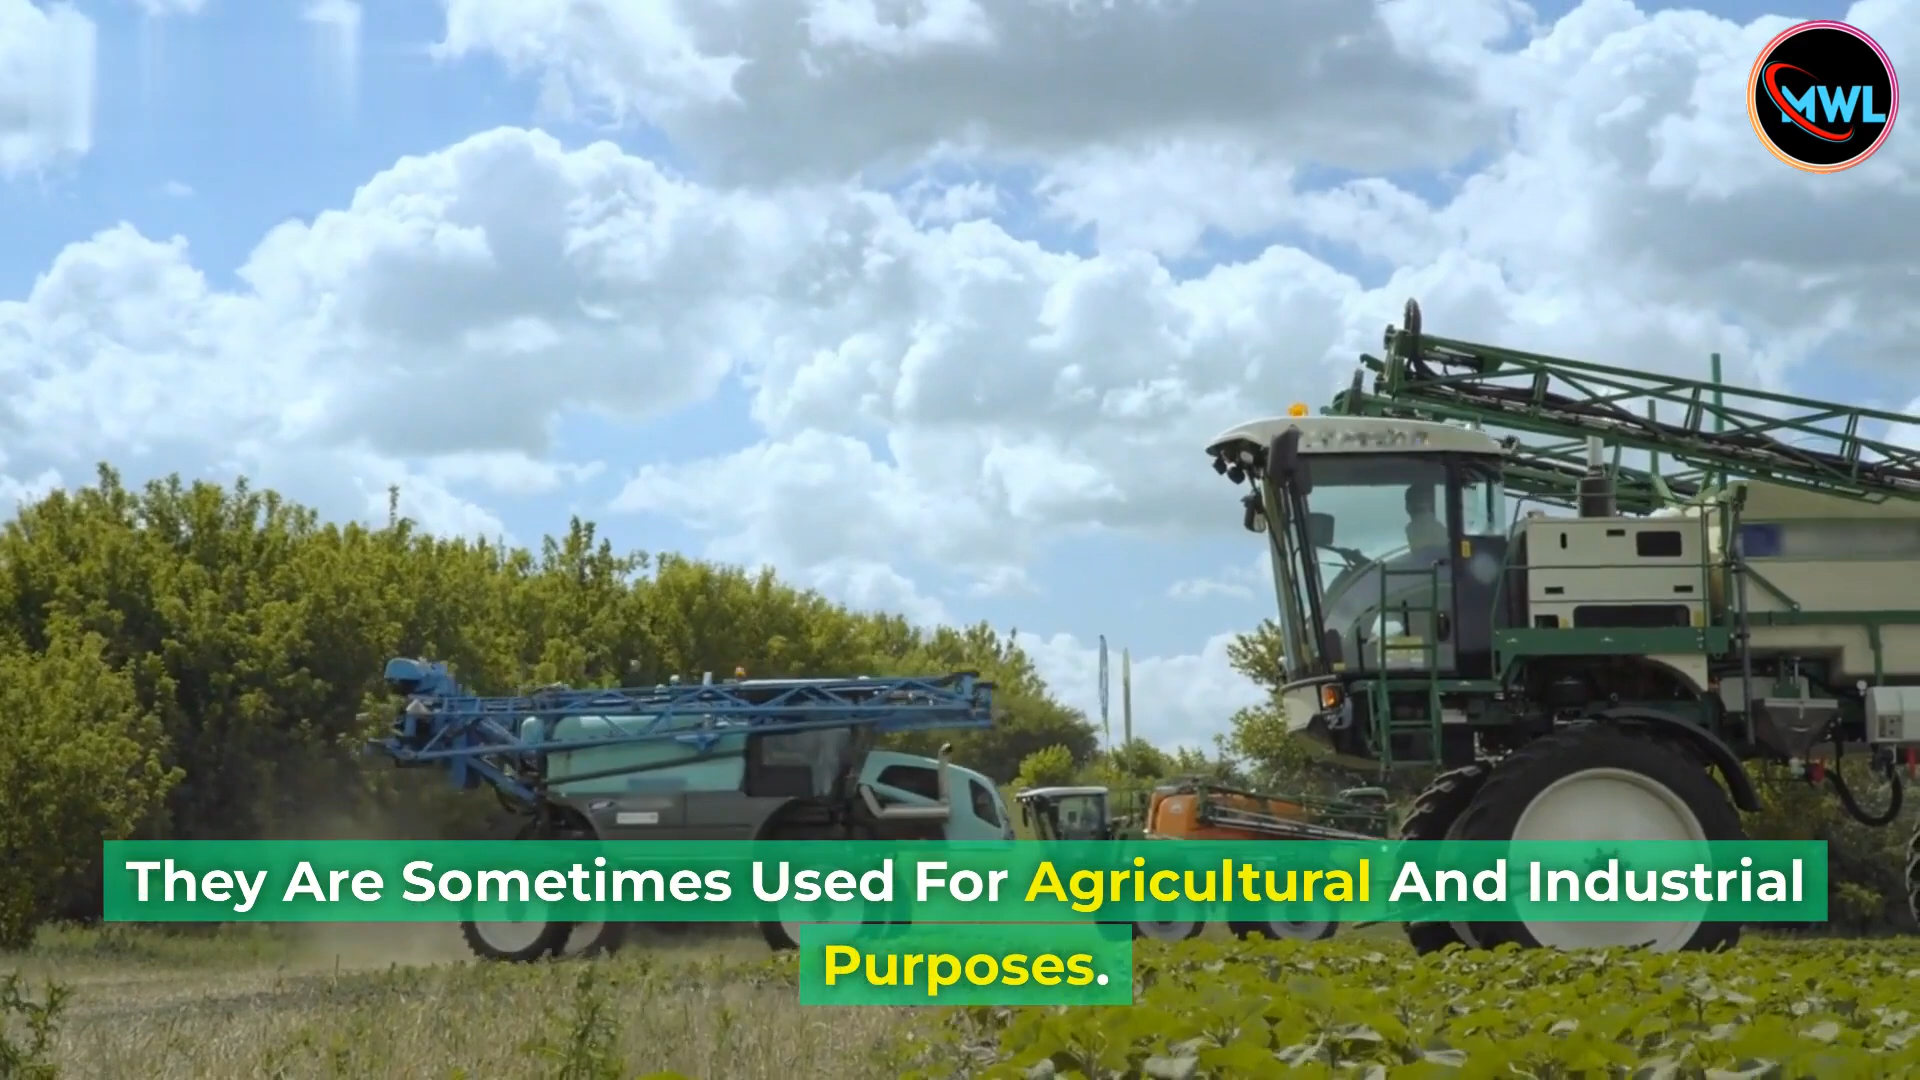 MWL
They Are Sometimes Used For Agricultural And Industrial
Purposes.